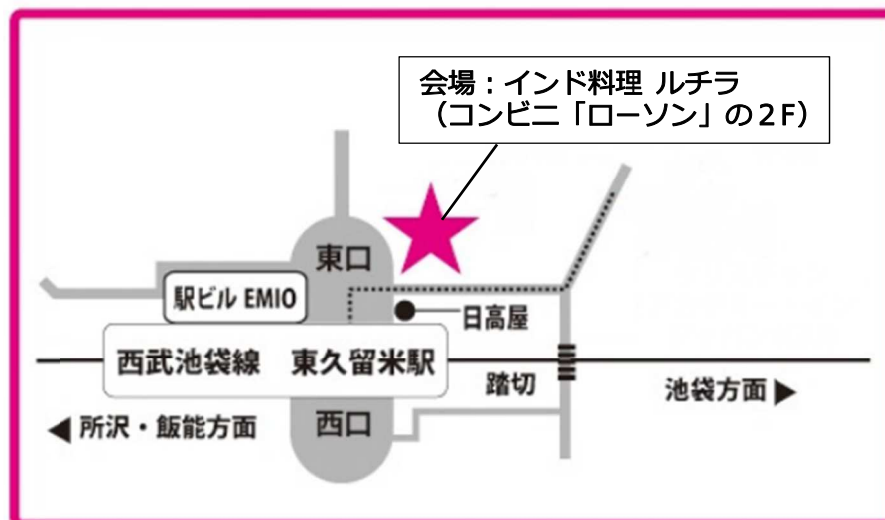 会場：インド料理 ルチラ
（コンビニ「ローソン」の２F）
東口
駅ビル EMIO
日高屋
西武池袋線　東久留米駅
踏切
池袋方面▶
◀所沢・飯能方面
西口